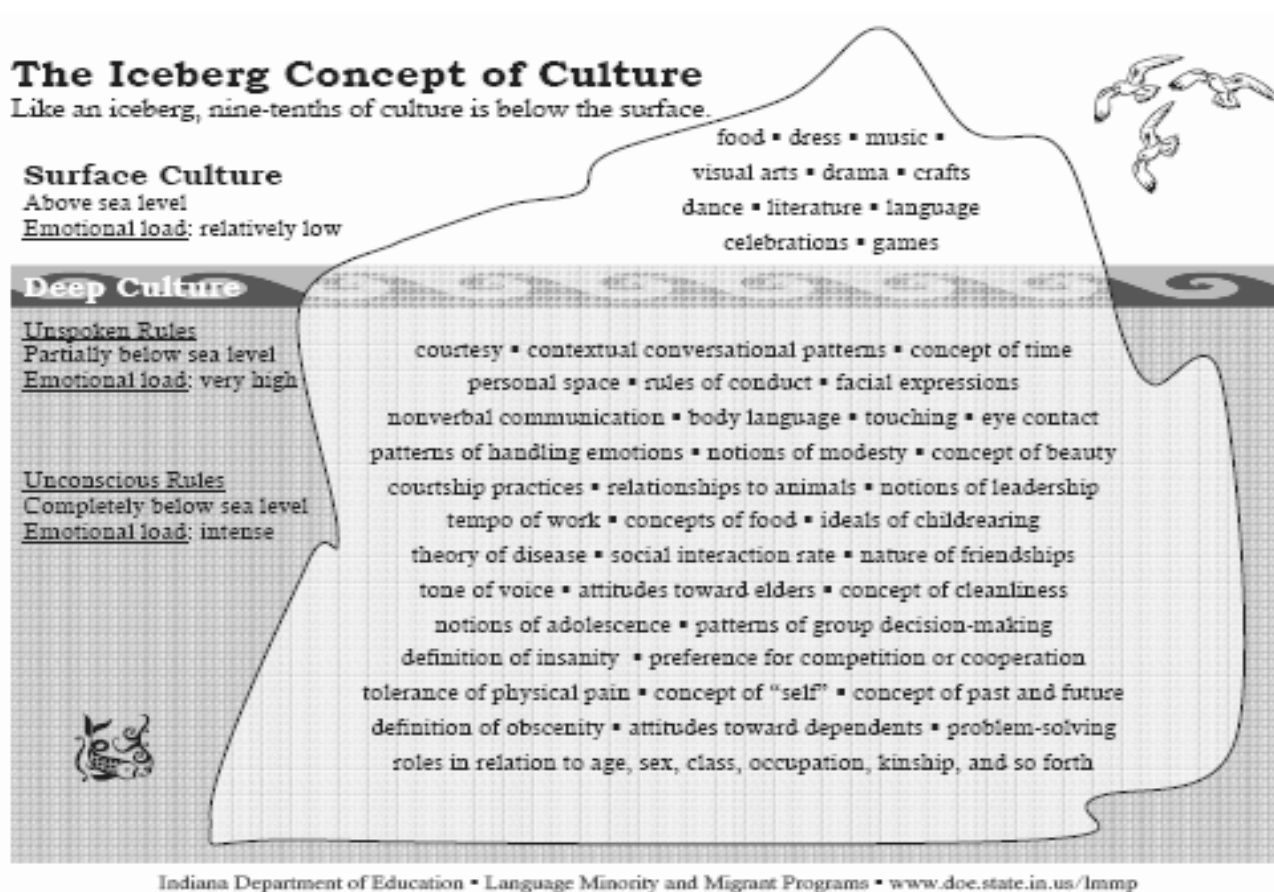 The Iceberg Concept of Culture
Like an iceberg, nine-tenths of culture is below the surface.
Surface Culture
Above sea level
Emotional load: relatively low
food ▪ dress ▪ music ▪
visual arts ▪ drama ▪ crafts
dance ▪ literature ▪ language
celebrations ▪ games
Deep Culture
Unspoken Rules
Partially below sea level
Emotional load: very high
Unconscious Rules
Completely below sea level
Emotional load: intense
courtesy ▪ contextual conversational patterns ▪ concept of time
personal space ▪ rules of conduct ▪ facial expressions
nonverbal communication ▪ body language ▪ touching ▪ eye contact
patterns of handling emotions ▪ notions of modesty ▪ concept of beauty
courtship practices ▪ relationships to animals ▪ notions of leadership
tempo of work ▪ concepts of food ▪ ideals of childrearing
theory of disease ▪ social interaction rate ▪ nature of friendships
tone of voice ▪ attitudes toward elders ▪ concept of cleanliness
notions of adolescence ▪ patterns of group decision-making
definition of insanity ▪ preference for competition or cooperation
tolerance of physical pain ▪ concept of “self” ▪ concept of past and future
definition of obscenity ▪ attitudes toward dependents ▪ problem-solving
roles in relation to age, sex, class, occupation, kinship, and so forth
Indiana Department of Education ▪ Language Minority and Migrant Programs ▪ www.doe.state.in.us/lmmp